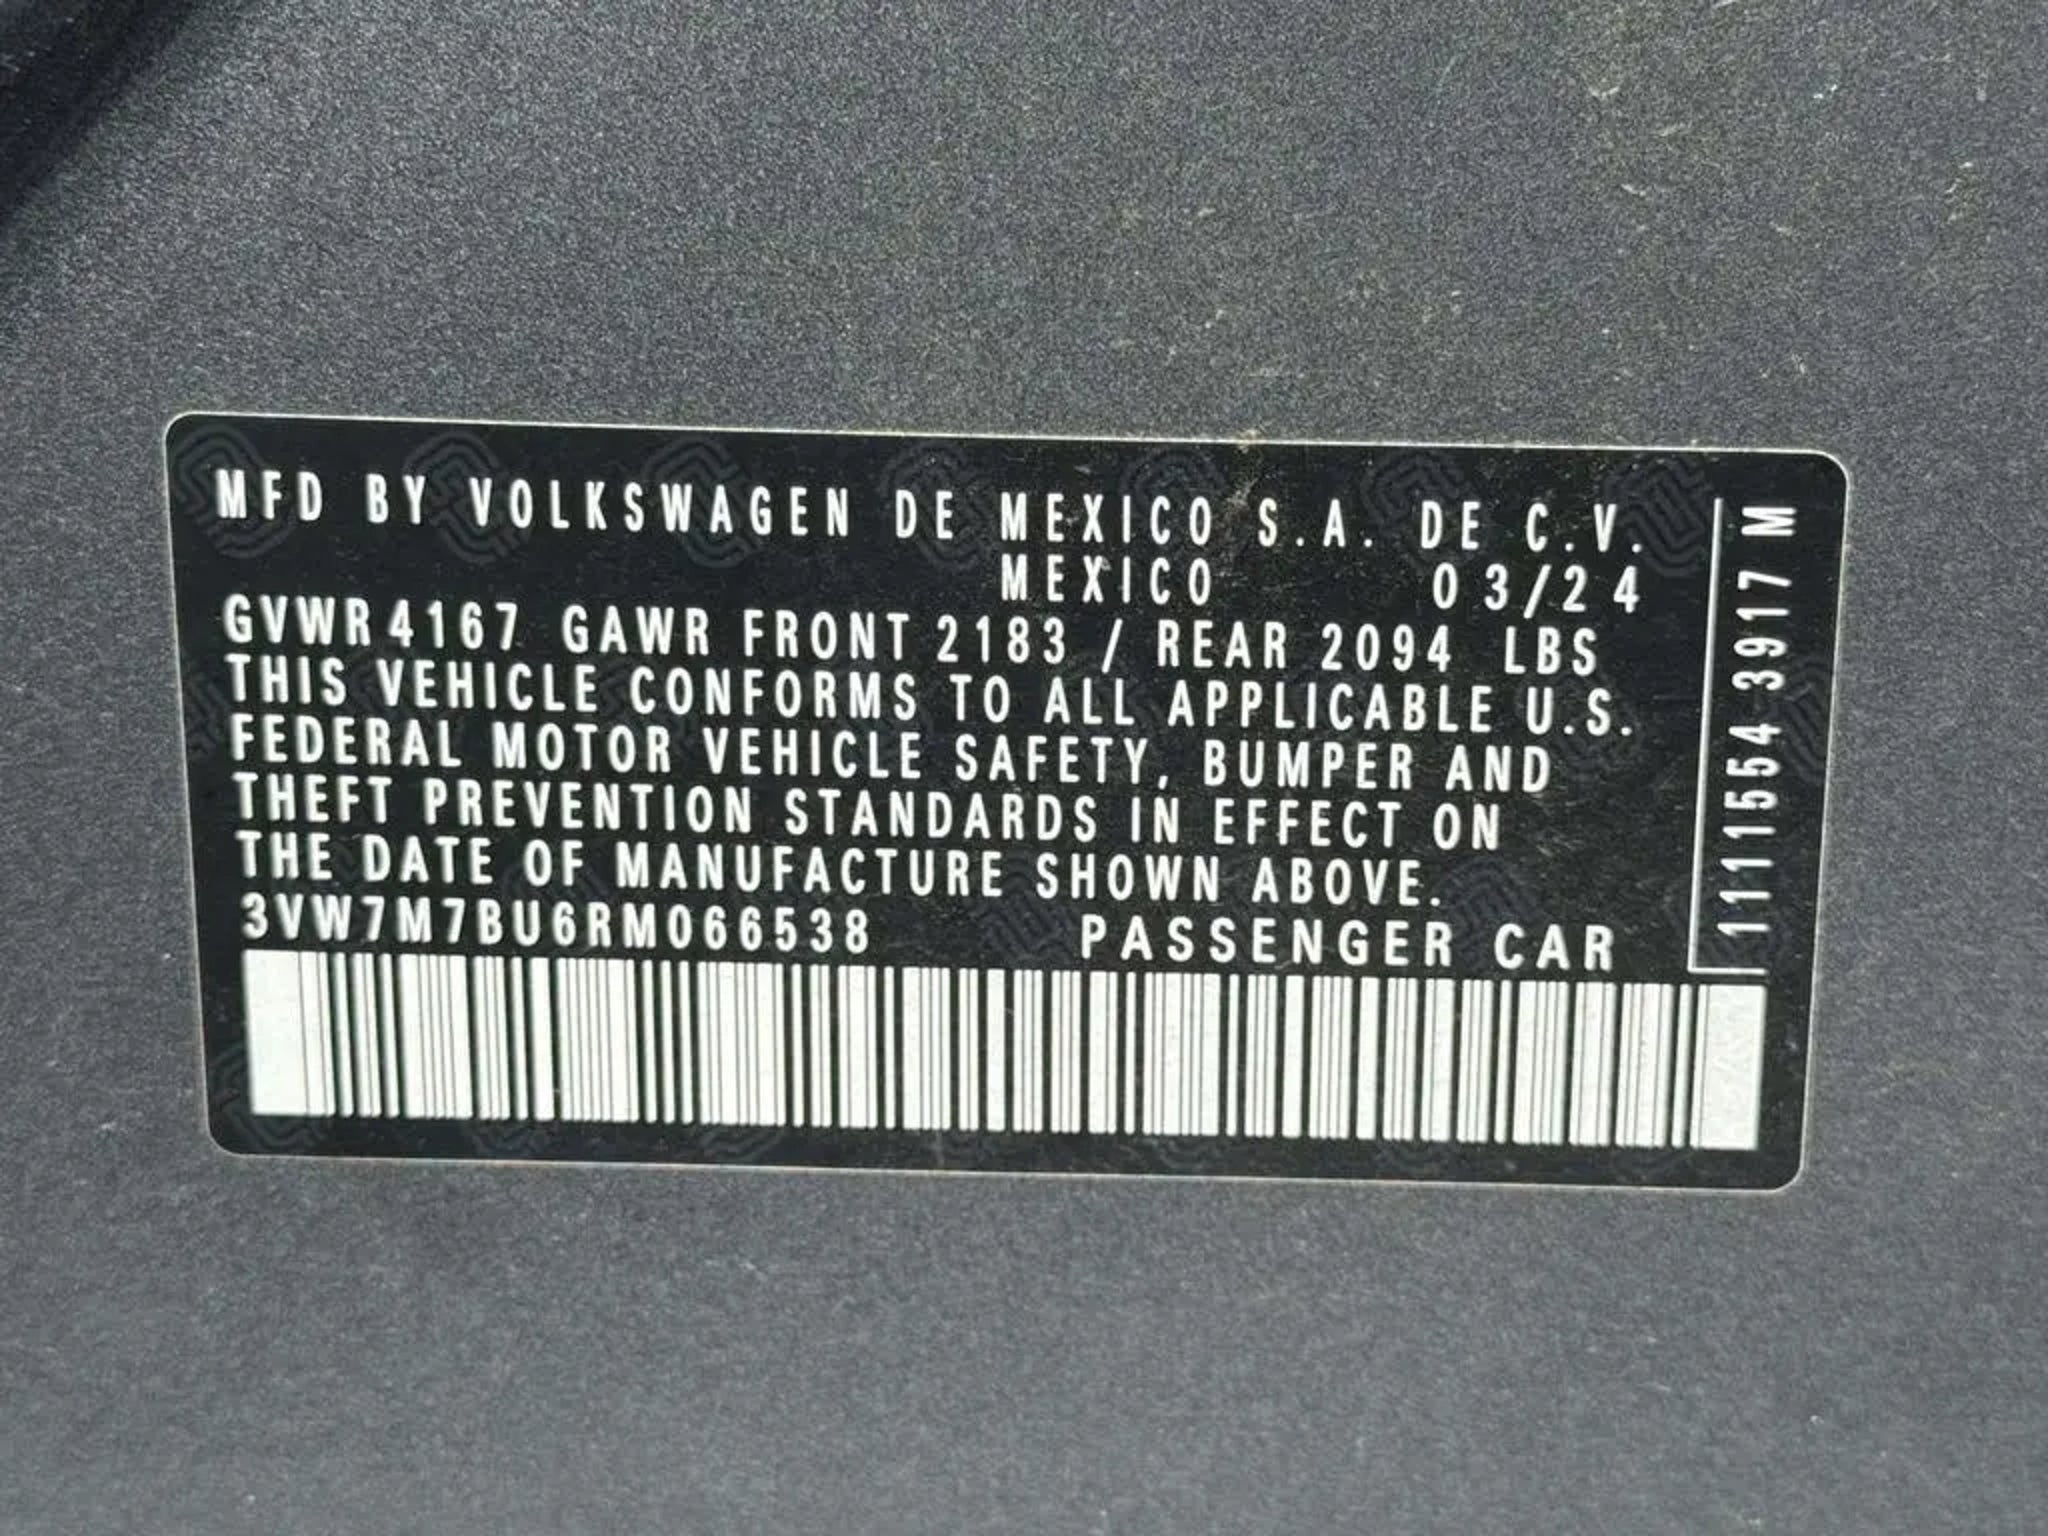 MFD BY VOLKSWAGEN DE MEXICO S.A. DE C.V.
MEXICO 03/24
GVWR 4167 GAWR FRONT 2183 / REAR 2094 LBS
THIS VEHICLE CONFORMS TO ALL APPLICABLE U.S.
FEDERAL MOTOR VEHICLE SAFETY, BUMPER AND
THEFT PREVENTION STANDARDS IN EFFECT ON
THE DATE OF MANUFACTURE SHOWN ABOVE.
3VW7M7BU6RM066538 PASSENGER CAR
111 554 3917 M